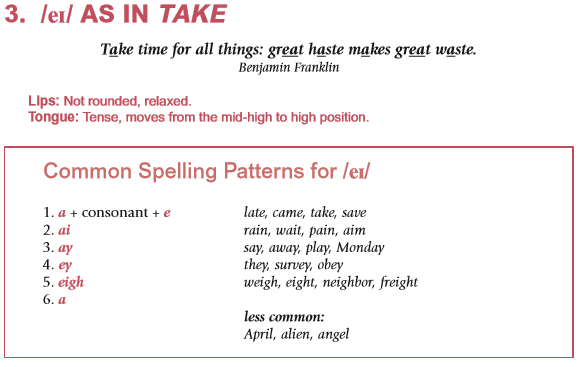 3. /eɪ/ AS IN TAKE
Take time for all things: great haste makes great waste.
Benjamin Franklin
Lips: Not rounded, relaxed.
Tongue: Tense, moves from the mid-high to high position.
Common Spelling Patterns for /eɪ/
1. a + consonant + e late, came, take, save
2. ai rain, wait, pain, aim
3. ay say, away, play, Monday
4. ey they, survey, obey
5. eigh weigh, eight, neighbor, freight
6. a
less common:
April, alien, angel